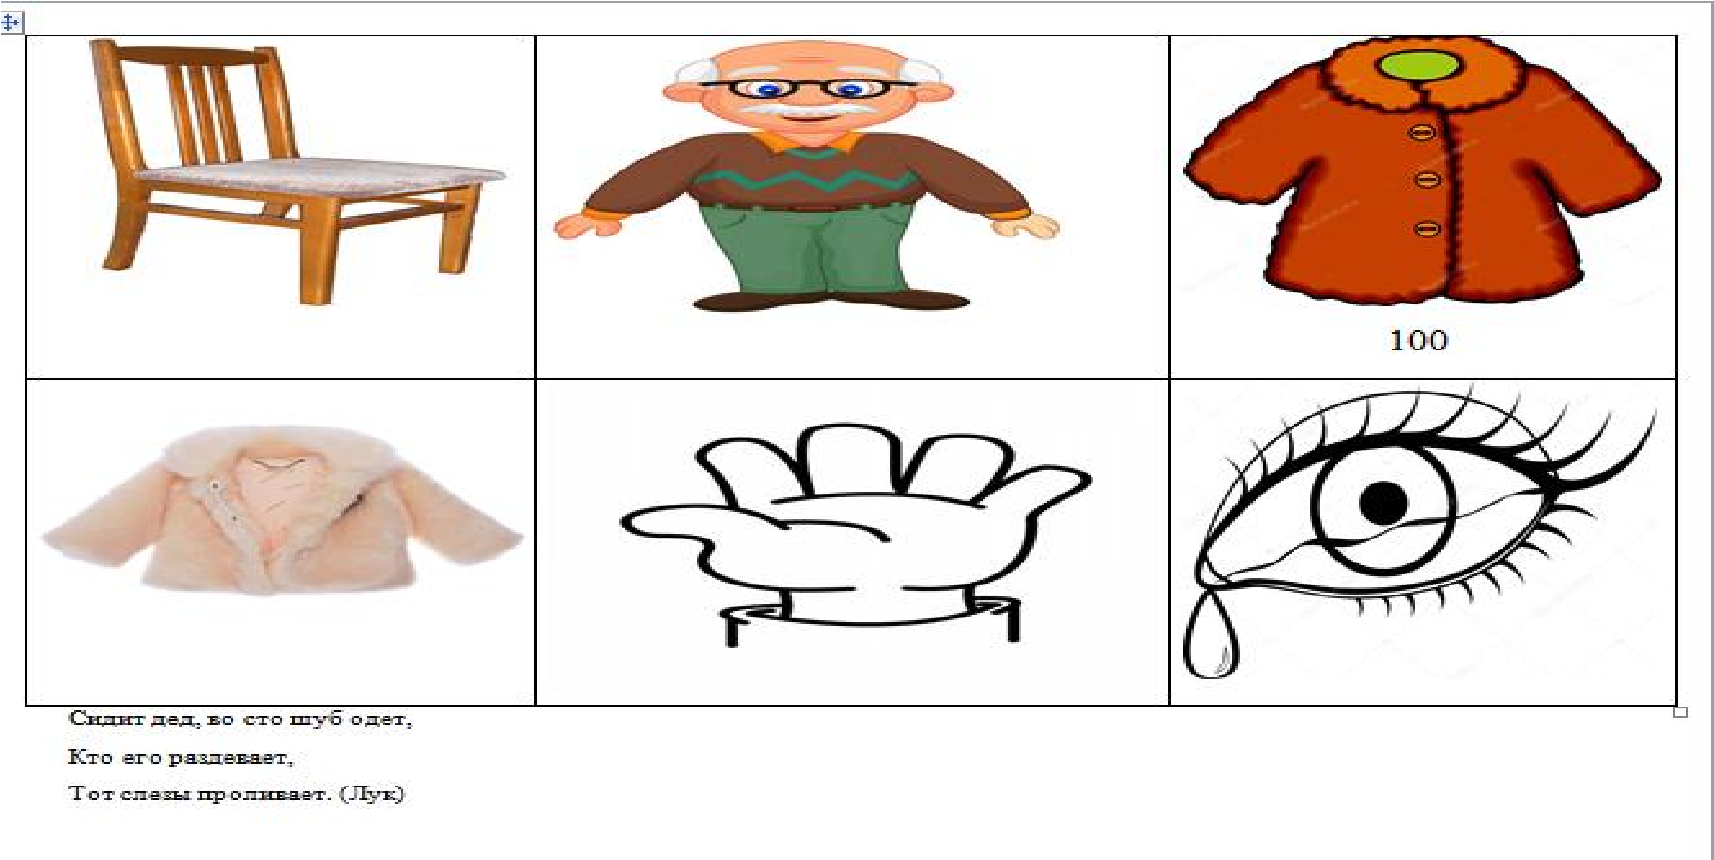 100
Сидит дед, во сто шуб одет,
Кто его раздевает,
Тот слезы проливает. (Лук)